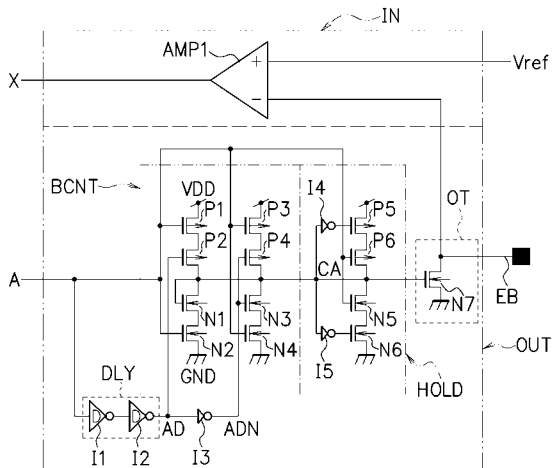 IN
AMP1
+
X
Vref
−
BCNT
VDD
I4
P1
P3
P5
OT
P2
P4
P6
CA
A
EB
N1
N3
N5
N7
N2
N4
N6
OUT
GND
I5
HOLD
DLY
AD
ADN
I1
I2
I3